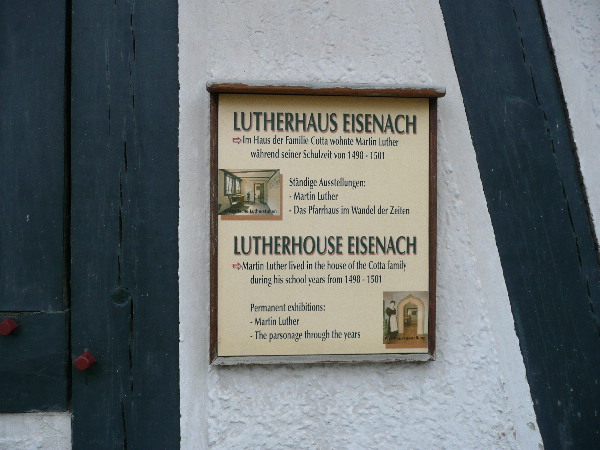 LUTHERHAUS EISENACH
⇨Im Haus der Familie Cotta wohnte Martin Luther
während seiner Schulzeit von 1498 - 1501
Ständige Ausstellungen:
- Martin Luther
- Das Pfarrhaus im Wandel der Zeiten
LUTHERHOUSE EISENACH
⇨Martin Luther lived in the house of the Cotta family
during his school years from 1498 - 1501
Permanent exhibitions:
- Martin Luther
- The parsonage through the years